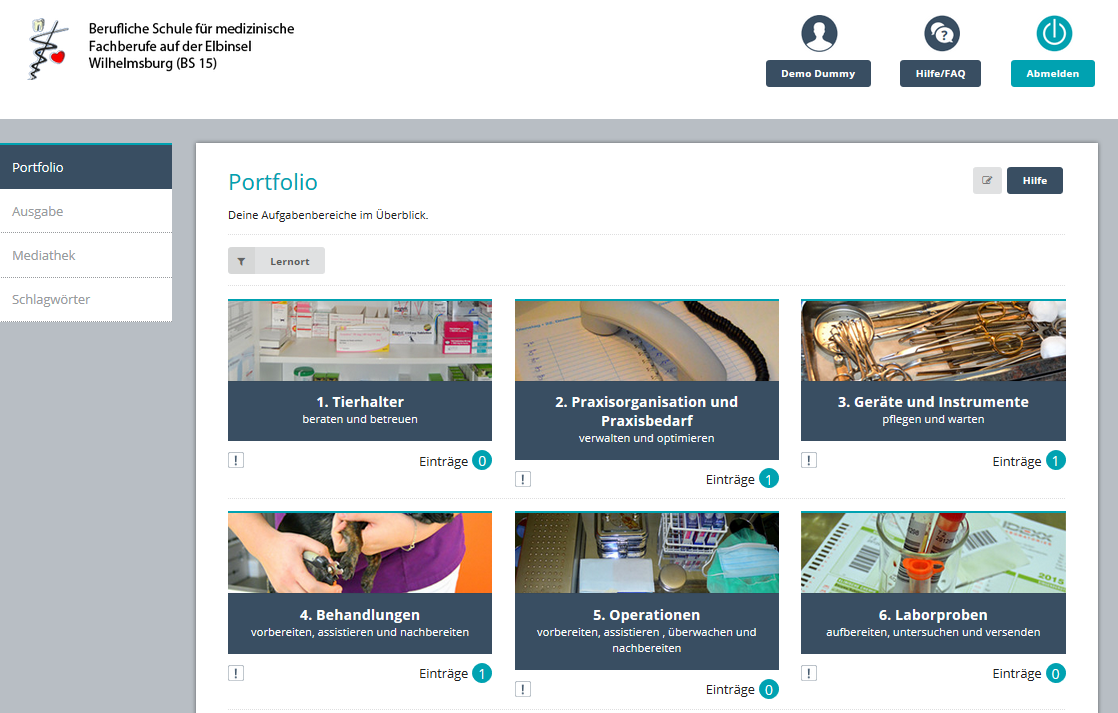 Berufliche Schule für medizinische
Fachberufe auf der Elbinsel
Wilhelmsburg (BS 15)
Demo Dummy
Hilfe/FAQ
Abmelden
Portfolio
Ausgabe
Mediathek
Schlagwörter
Portfolio
Hilfe
Deine Aufgabenbereiche im Überblick.
Lernort
1. Tierhalter
beraten und betreuen
! Einträge 0
2. Praxisorganisation und
Praxisbedarf
verwalten und optimieren
! Einträge 1
3. Geräte und Instrumente
pflegen und warten
! Einträge 1
4. Behandlungen
vorbereiten, assistieren und nachbereiten
! Einträge 1
5. Operationen
vorbereiten, assistieren , überwachen und
nachbereiten
! Einträge 0
IDEXX
2015
6. Laborproben
aufbereiten, untersuchen und versenden
! Einträge 0